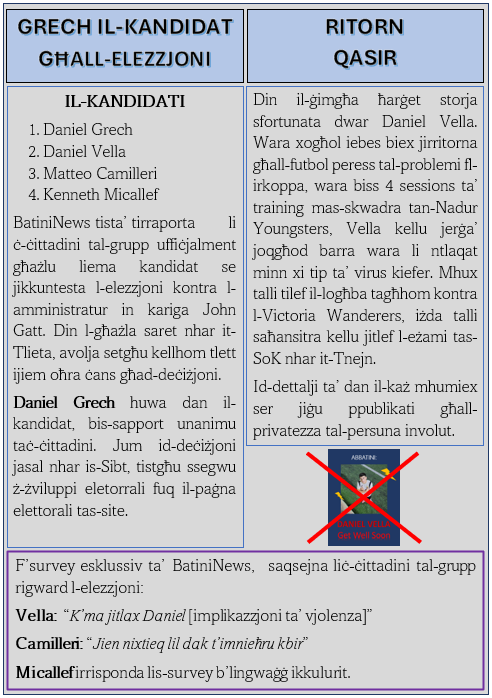 GRECH IL-KANDIDAT
GĦALL-ELEZZJONI
IL-KANDIDATI
1. Daniel Grech
2. Daniel Vella
3. Matteo Camilleri
4. Kenneth Micallef
BatiniNews tista’ tirraporta li
ċ-ċittadini tal-grupp uffiċjalment
għażlu liema kandidat se
jikkuntesta l-elezzjoni kontra l-
amministratur in kariga John
Gatt. Din l-għażla saret nhar it-
Tlieta, avolja setgħu kellhom tlett
ijiem oħra ċans għad-deċiżjoni.
Daniel Grech huwa dan il-
kandidat, bis-sapport unanimu
taċ-ċittadini. Jum id-deċiżjoni
jasal nhar is-Sibt, tistgħu ssegwu
ż-żviluppi eletorrali fuq il-paġna
elettorali tas-site.
RITORN
QASIR
Din il-ġimgħa ħarġet storja
sfortunata dwar Daniel Vella.
Wara xogħol iebes biex jirritorna
għall-futbol peress tal-problemi fl-
irkoppa, wara biss 4 sessions ta’
training mas-skwadra tan-Nadur
Youngsters, Vella kellu jerġa’
joqgħod barra wara li ntlaqat
minn xi tip ta’ virus kiefer. Mhux
talli tilef il-logħba tagħhom kontra
l-Victoria Wanderers, iżda talli
saħansitra kellu jitlef l-eżami tas-
SoK nhar it-Tnejn.
Id-dettalji ta’ dan il-każ mhumiex
ser jiġu ppublikati għall-
privatezza tal-persuna involut.
ABBATINI:
DANIEL VELLA
Get Well Soon
F’survey esklussiv ta’ BatiniNews, saqsejna liċ-ċittadini tal-grupp
rigward l-elezzjoni:
Vella: “K’ma jitlax Daniel [implikazzjoni ta’ vjolenza]”
Camilleri: “Jien nixtieq lil dak t’imnieħru kbir”
Micallef irrisponda lis-survey b’lingwaġġ ikkulurit.